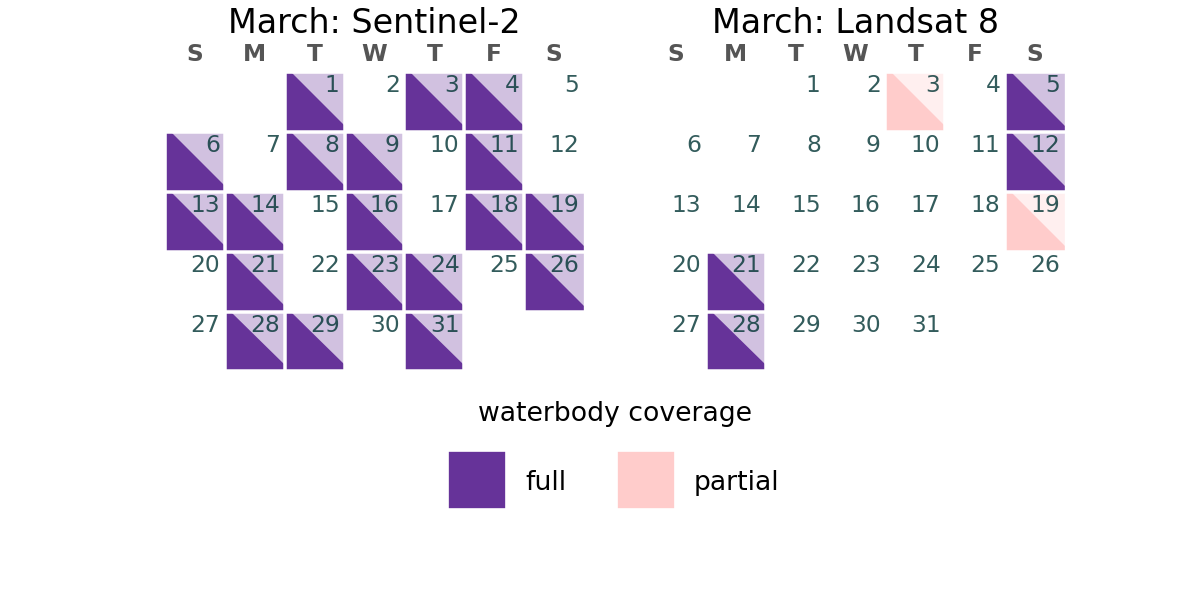 March: Sentinel-2
S M T W T F S
1 2 3 4 5
6 7 8 9 10 11 12
13 14 15 16 17 18 19
20 21 22 23 24 25 26
27 28 29 30 31
March: Landsat 8
S M T W T F S
1 2 3 4 5
6 7 8 9 10 11 12
13 14 15 16 17 18 19
20 21 22 23 24 25 26
27 28 29 30 31
waterbody coverage
full partial